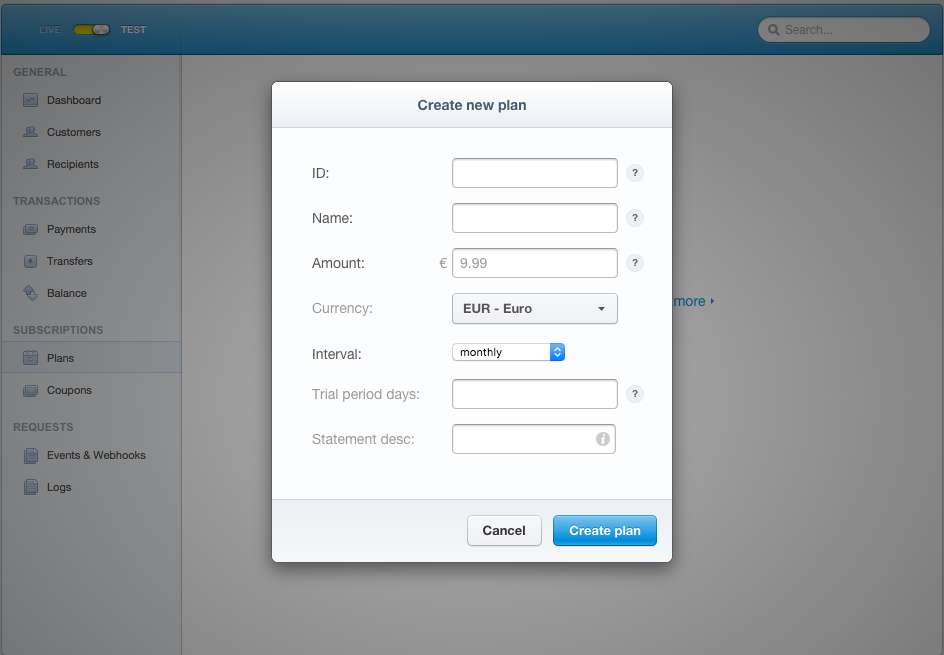 LIVE TEST
Search...
GENERAL
Dashboard
Customers
Recipients
TRANSACTIONS
Payments
Transfers
Balance
SUBSCRIPTIONS
Plans
Coupons
REQUESTS
Events & Webhooks
Logs
more
Create new plan
ID: ?
Name: ?
Amount: € 9.99 ?
Currency: EUR - Euro
Interval: monthly
Trial period days: ?
Statement desc: i
Cancel Create plan